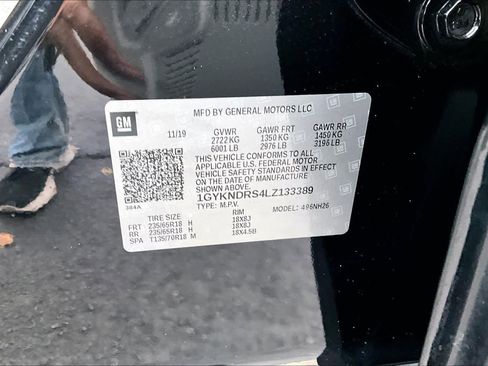 MFD BY GENERAL MOTORS LLC
GM
11/19 GVWR GAWR FRT GAWR RR
2722 KG 1350 KG 1450 KG
6001 LB 2976 LB 3196 LB
THIS VEHICLE CONFORMS TO ALL
APPLICABLE U.S. FEDERAL MOTOR
VEHICLE SAFETY STANDARDS IN EFFECT
ON THE DATE OF MANUFACTURE SHOWN ABOVE.
1GYKNDRS4LZ133389
384A TYPE: M.P.V. MODEL: 496NH26
TIRE SIZE RIM
FRT 235/65R18 H 18X8J
RR 235/65R18 H 18X8J
SPA T135/70R18 M 18X4.5B